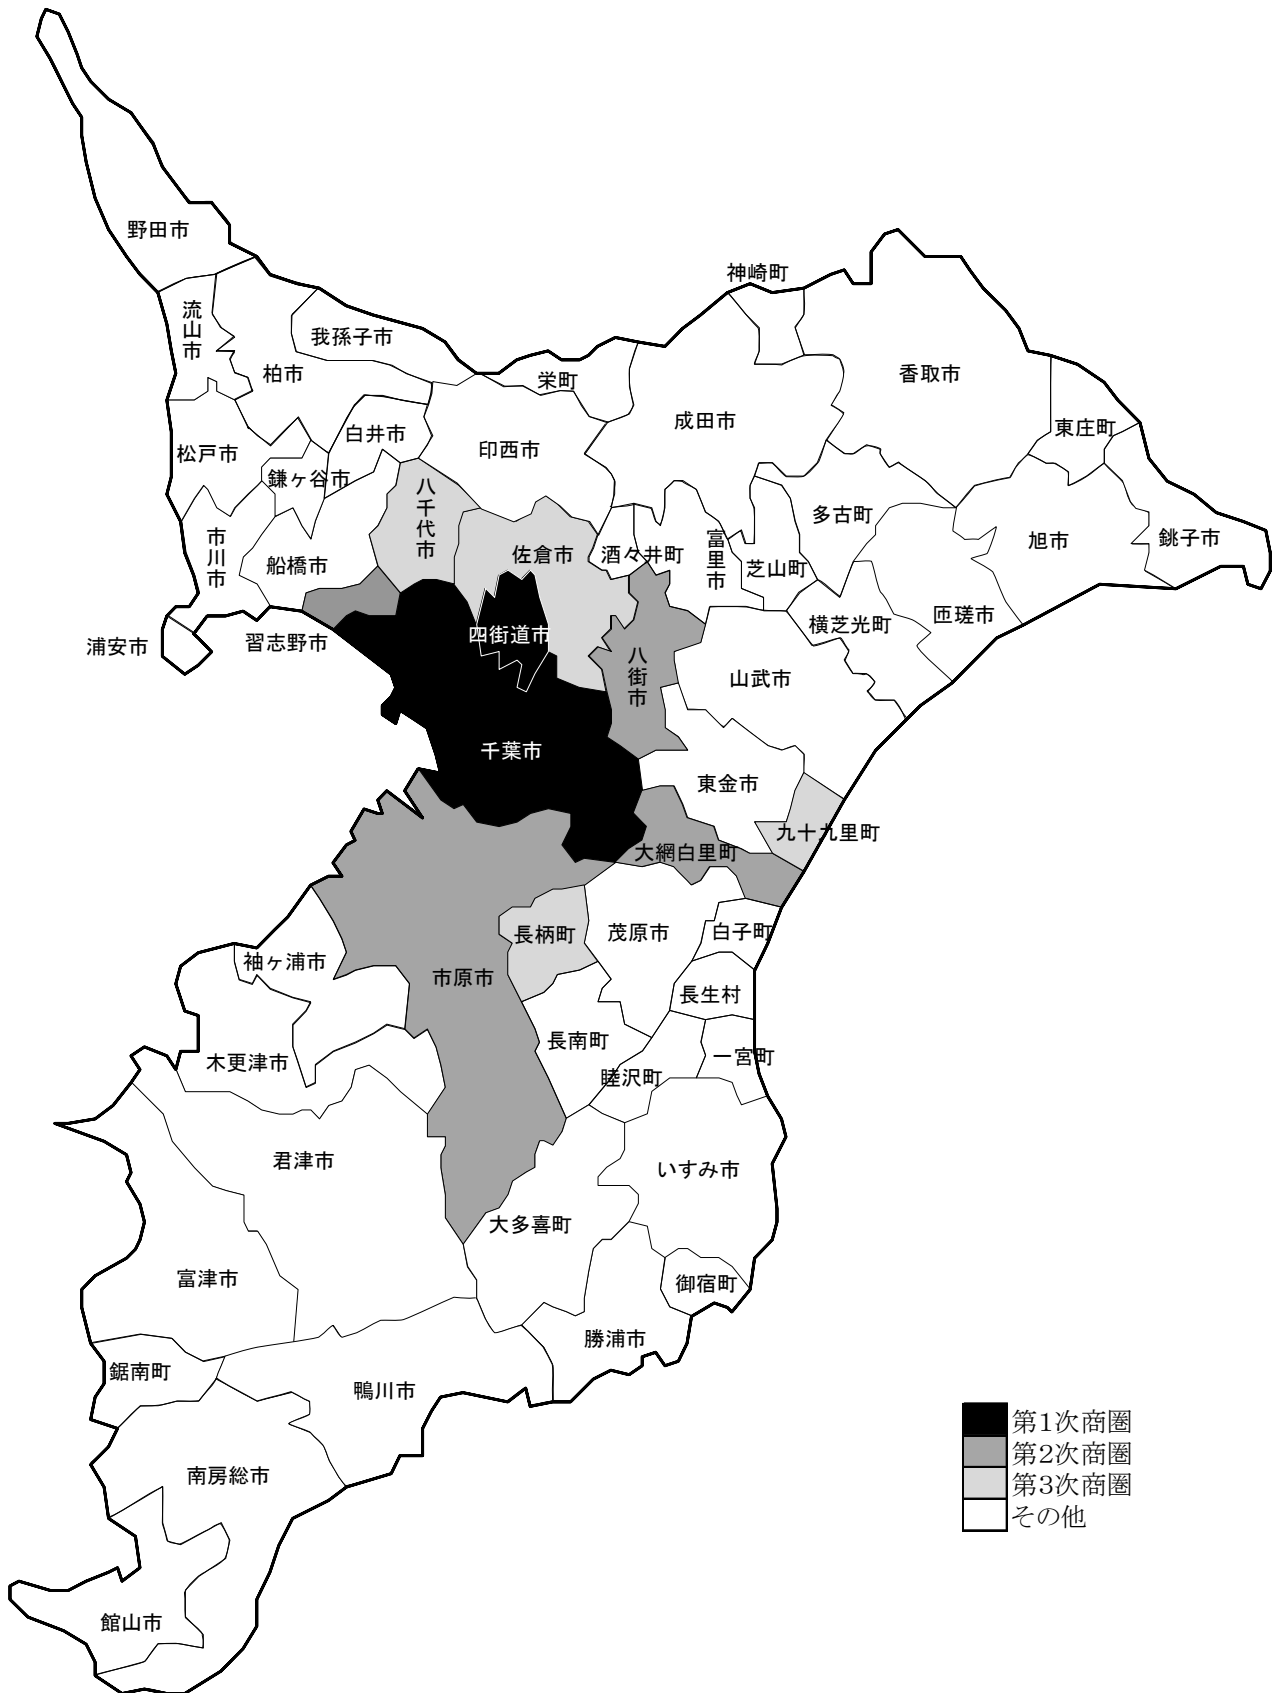 野田市
神崎町
流山市
我孫子市
柏市
栄町
香取市
成田市
東庄町
松戸市
白井市
印西市
鎌ヶ谷市
八千代市
多古町
市川市
船橋市
佐倉市
酒々井町
富里市
芝山町
旭市
銚子市
浦安市
習志野市
四街道市
横芝光町
匝瑳市
八街市
山武市
千葉市
東金市
九十九里町
大網白里町
長柄町
茂原市
白子町
袖ヶ浦市
市原市
長生村
木更津市
長南町
睦沢町
一宮町
君津市
いすみ市
大多喜町
富津市
御宿町
勝浦市
鋸南町
鴨川市
南房総市
館山市
第1次商圏
第2次商圏
第3次商圏
その他